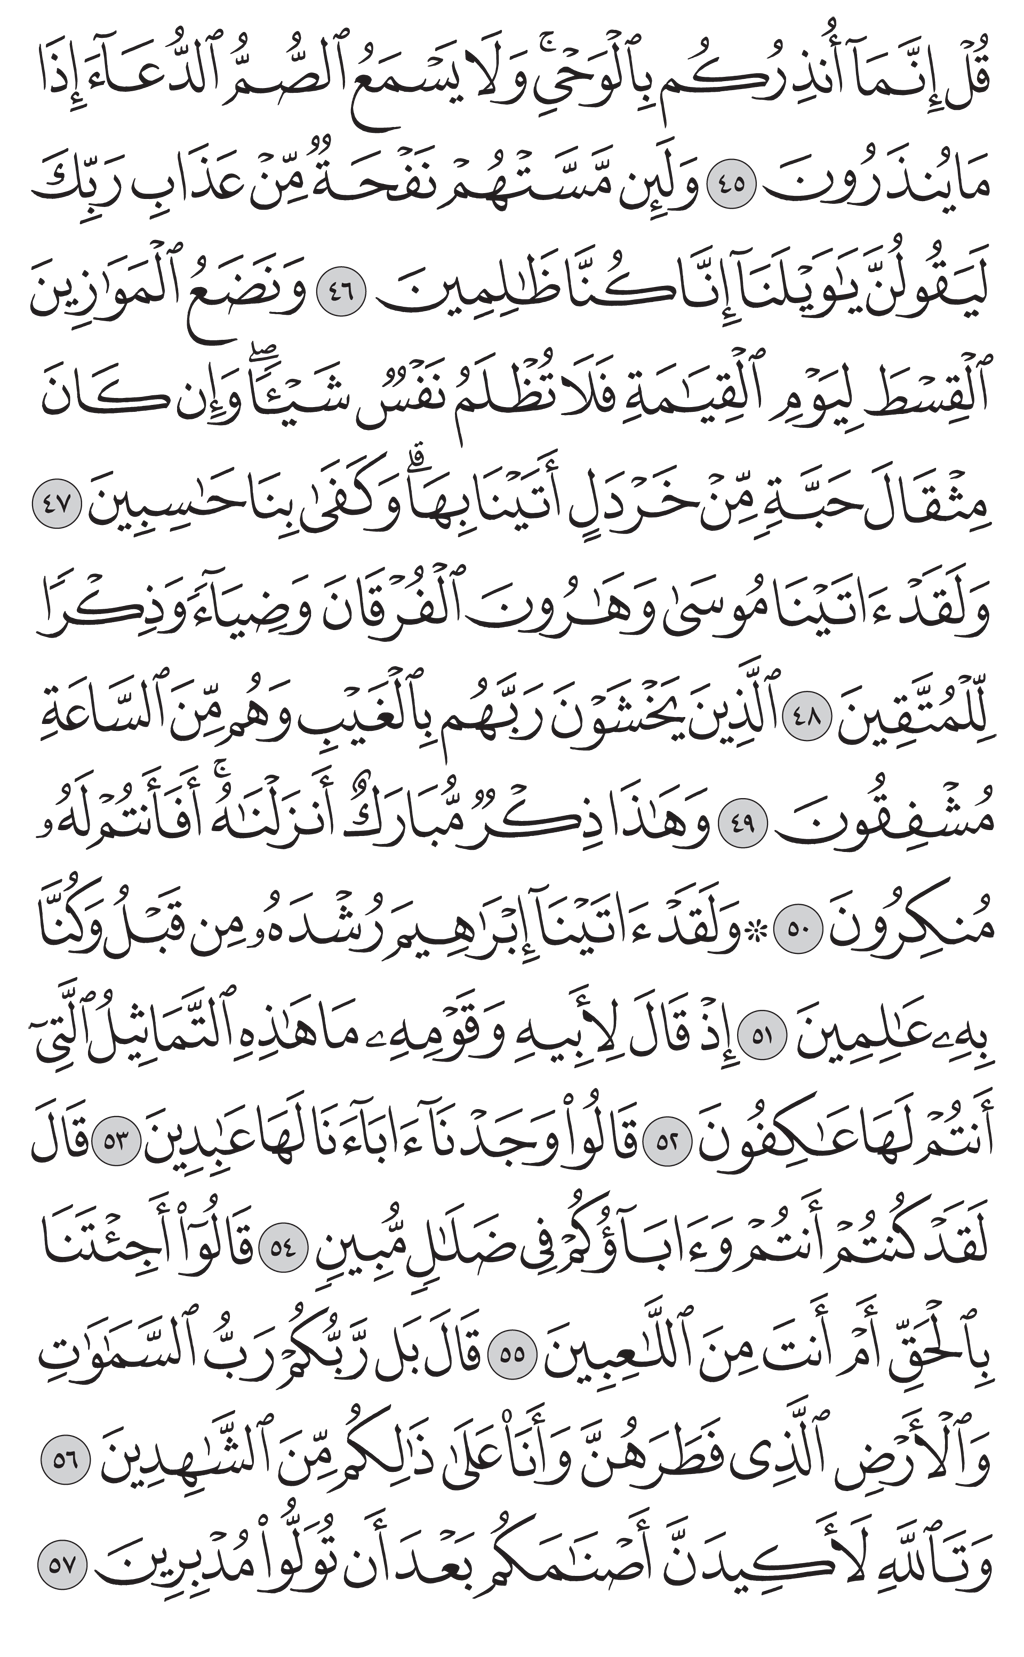 قُلْ إِنَّمَآ أُنذِرُكُم بِٱلْوَحْىِ ۚ وَلَا يَسْمَعُ ٱلصُّمُّ ٱلدُّعَآءَ إِذَا
مَا يُنذَرُونَ ٤٥ وَلَئِن مَّسَّتْهُمْ نَفْحَةٌ مِّنْ عَذَابِ رَبِّكَ
لَيَقُولُنَّ يَـٰوَيْلَنَآ إِنَّا كُنَّا ظَـٰلِمِينَ ٤٦ وَنَضَعُ ٱلْمَوَٰزِينَ
ٱلْقِسْطَ لِيَوْمِ ٱلْقِيَـٰمَةِ فَلَا تُظْلَمُ نَفْسٌ شَيْـًٔا ۖ وَإِن كَانَ
مِثْقَالَ حَبَّةٍ مِّنْ خَرْدَلٍ أَتَيْنَا بِهَا ۗ وَكَفَىٰ بِنَا حَـٰسِبِينَ ٤٧
وَلَقَدْ ءَاتَيْنَا مُوسَىٰ وَهَـٰرُونَ ٱلْفُرْقَانَ وَضِيَآءً وَذِكْرًا
لِّلْمُتَّقِينَ ٤٨ ٱلَّذِينَ يَخْشَوْنَ رَبَّهُم بِٱلْغَيْبِ وَهُم مِّنَ ٱلسَّاعَةِ
مُشْفِقُونَ ٤٩ وَهَـٰذَا ذِكْرٌ مُّبَارَكٌ أَنزَلْنَـٰهُ ۚ أَفَأَنتُمْ لَهُۥ
مُنكِرُونَ ٥٠ ۞ وَلَقَدْ ءَاتَيْنَآ إِبْرَٰهِيمَ رُشْدَهُۥ مِن قَبْلُ وَكُنَّا
بِهِۦ عَـٰلِمِينَ ٥١ إِذْ قَالَ لِأَبِيهِ وَقَوْمِهِۦ مَا هَـٰذِهِ ٱلتَّمَاثِيلُ ٱلَّتِىٓ
أَنتُمْ لَهَا عَـٰكِفُونَ ٥٢ قَالُوا۟ وَجَدْنَآ ءَابَآءَنَا لَهَا عَـٰبِدِينَ ٥٣ قَالَ
لَقَدْ كُنتُمْ أَنتُمْ وَءَابَآؤُكُمْ فِى ضَلَـٰلٍ مُّبِينٍ ٥٤ قَالُوٓا۟ أَجِئْتَنَا
بِٱلْحَقِّ أَمْ أَنتَ مِنَ ٱللَّـٰعِبِينَ ٥٥ قَالَ بَل رَّبُّكُمْ رَبُّ ٱلسَّمَـٰوَٰتِ
وَٱلْأَرْضِ ٱلَّذِى فَطَرَهُنَّ وَأَنَا۠ عَلَىٰ ذَٰلِكُم مِّنَ ٱلشَّـٰهِدِينَ ٥٦
وَتَٱللَّهِ لَأَكِيدَنَّ أَصْنَـٰمَكُم بَعْدَ أَن تُوَلُّوا۟ مُدْبِرِينَ ٥٧